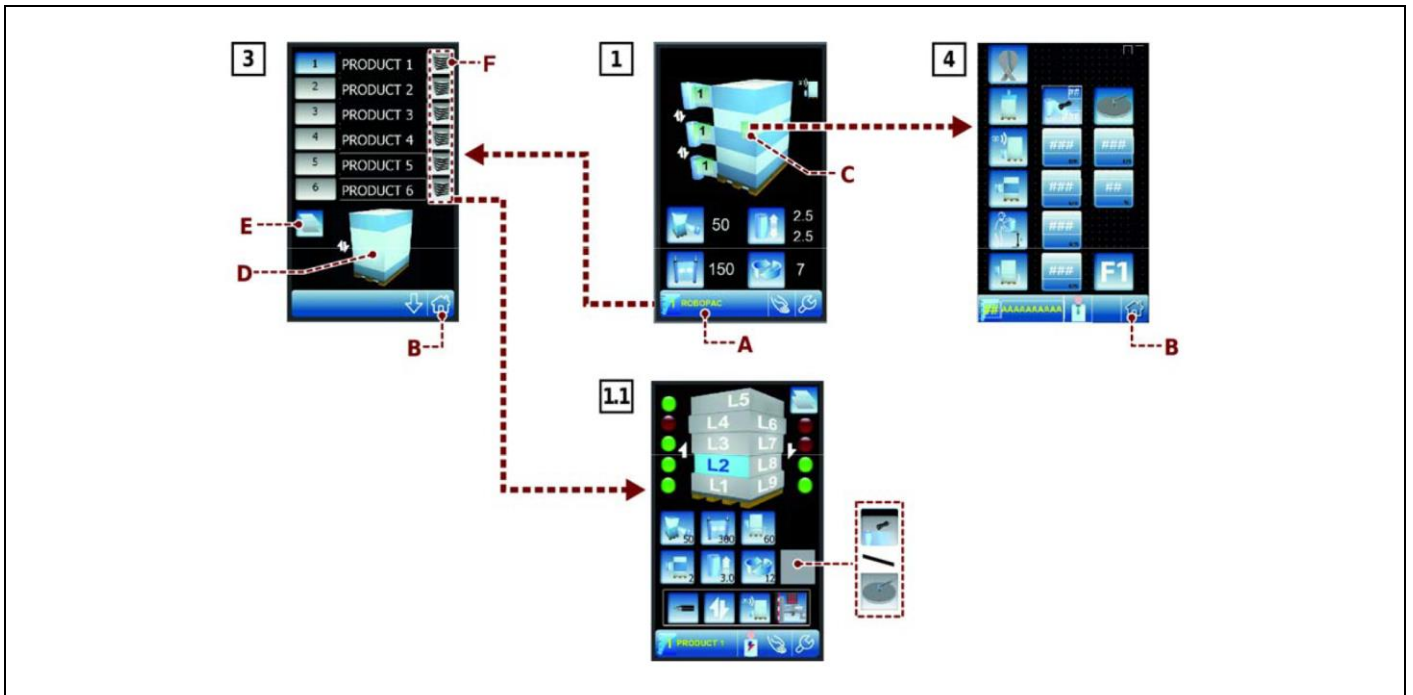 3
1 PRODUCT 1
2 PRODUCT 2
3 PRODUCT 3
4 PRODUCT 4
5 PRODUCT 5
6 PRODUCT 6
F
E
D
B
1
1
1
1
C
50
2.5
2.5
150
7
1 ROBOPAC
A
4
##
###
###
###
##
###
###
F1
## AAAAAAAAAA
B
1.1
L5
L4 L6
L3 L7
L2 L8
L1 L9
50 300 60
2 3.0 12
1 PRODUCT 1